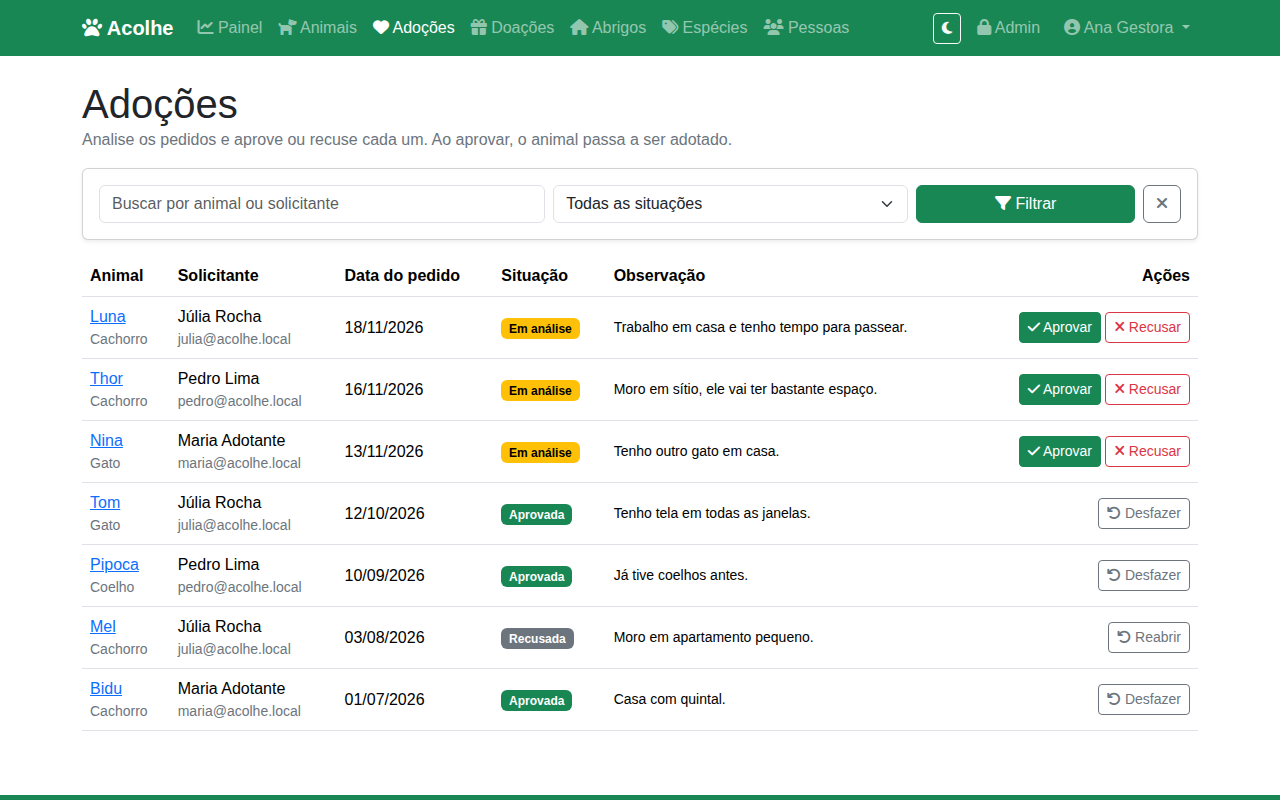 Acolhe Painel Animais Adoções Doações Abrigos Espécies Pessoas Admin Ana Gestora
Adoções
Analise os pedidos e aprove ou recuse cada um. Ao aprovar, o animal passa a ser adotado.
Buscar por animal ou solicitante Todas as situações Filtrar
Animal Solicitante Data do pedido Situação Observação Ações
Luna Júlia Rocha 18/11/2026 Em análise Trabalho em casa e tenho tempo para passear. Aprovar Recusar
Cachorro julia@acolhe.local
Thor Pedro Lima 16/11/2026 Em análise Moro em sítio, ele vai ter bastante espaço. Aprovar Recusar
Cachorro pedro@acolhe.local
Nina Maria Adotante 13/11/2026 Em análise Tenho outro gato em casa. Aprovar Recusar
Gato maria@acolhe.local
Tom Júlia Rocha 12/10/2026 Aprovada Tenho tela em todas as janelas. Desfazer
Gato julia@acolhe.local
Pipoca Pedro Lima 10/09/2026 Aprovada Já tive coelhos antes. Desfazer
Coelho pedro@acolhe.local
Mel Júlia Rocha 03/08/2026 Recusada Moro em apartamento pequeno. Reabrir
Cachorro julia@acolhe.local
Bidu Maria Adotante 01/07/2026 Aprovada Casa com quintal. Desfazer
Cachorro maria@acolhe.local